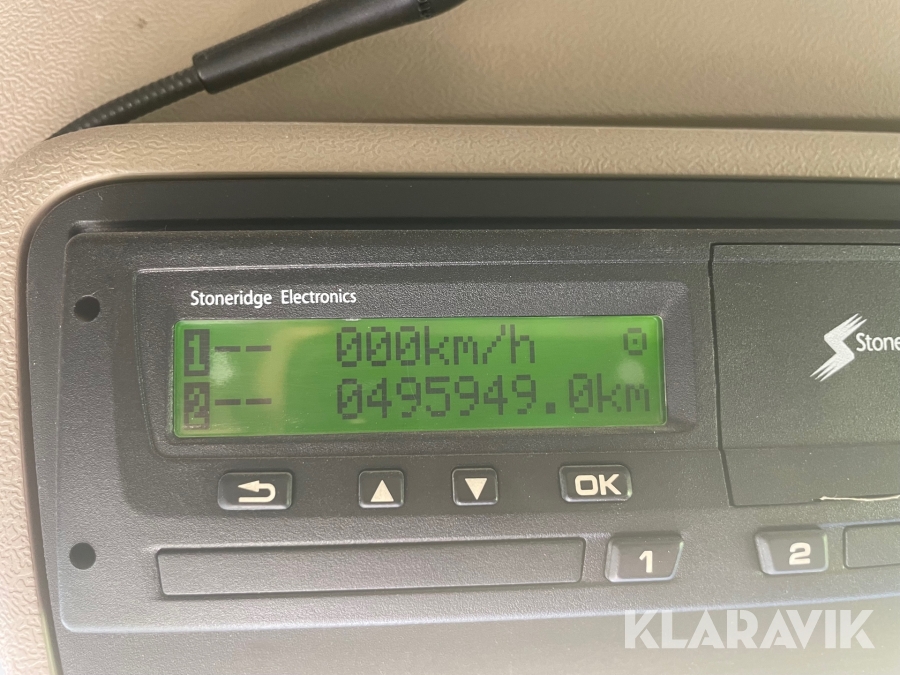 Stoneridge Electronics
1-- 000km/h
2-- 0495949.0km
Stone
OK
1
2
KLARAVIK